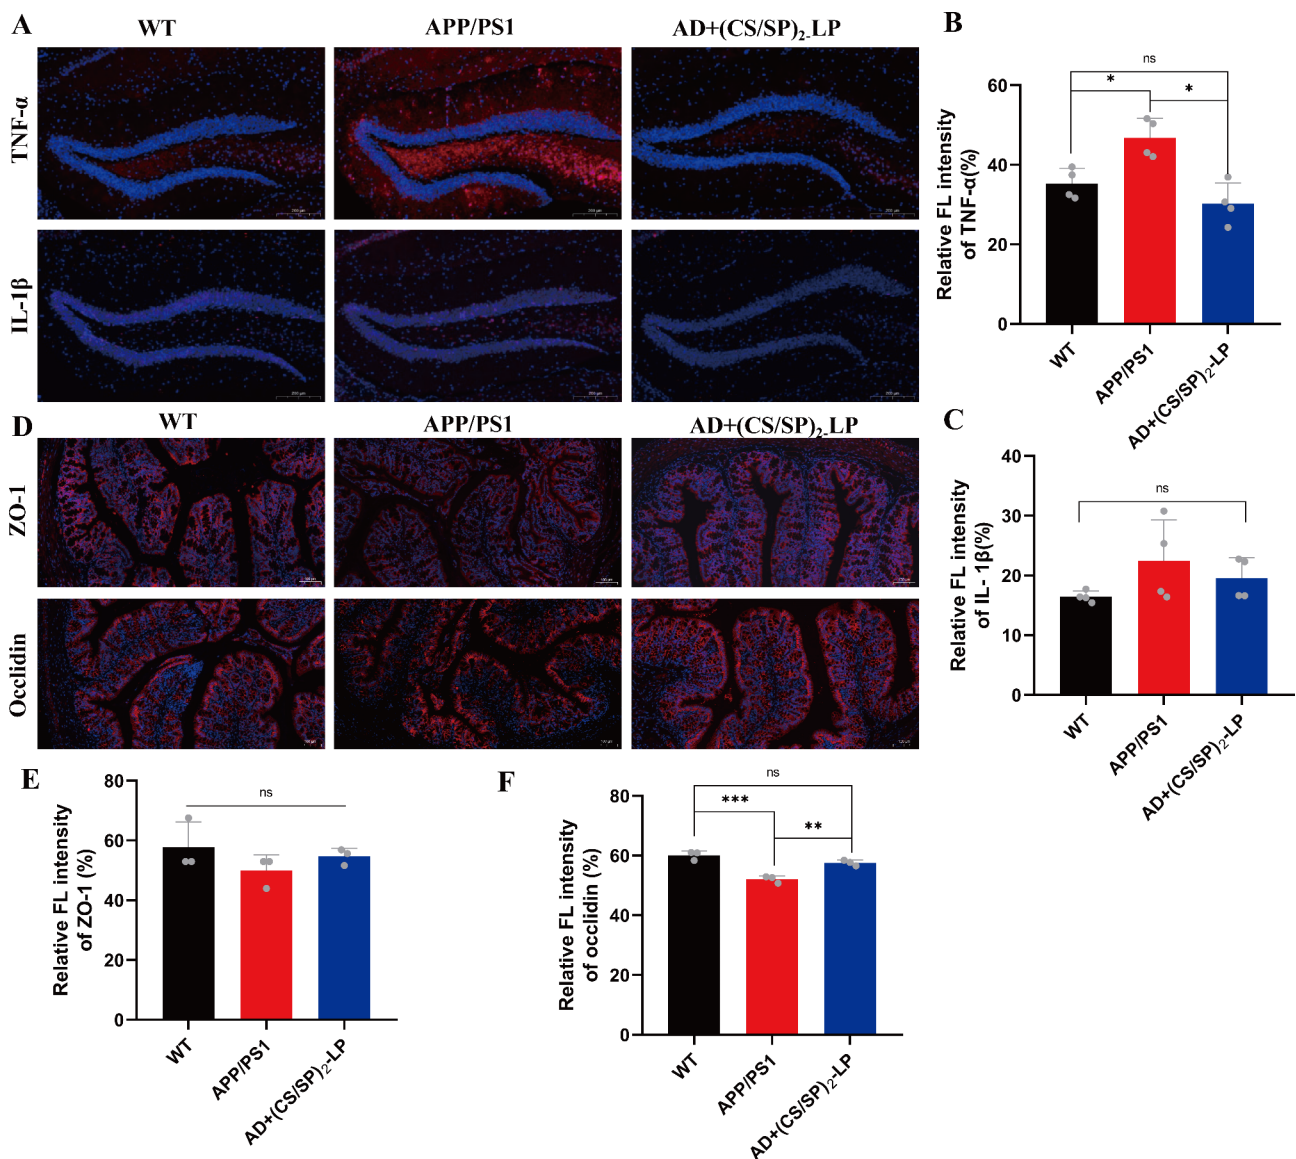 A
WT
APP/PS1
AD+(CS/SP)₂-LP
TNF-α
IL-1β
B
Relative FL intensity
of TNF-α(%)
60
40
20
0
ns
*
*
WT
APP/PS1
AD+(CS/SP)₂-LP
C
Relative FL intensity
of IL- 1β(%)
40
30
20
10
0
ns
WT
APP/PS1
AD+(CS/SP)₂-LP
D
WT
APP/PS1
AD+(CS/SP)₂-LP
ZO-1
Occlidin
E
Relative FL intensity
of ZO-1 (%)
80
60
40
20
0
ns
WT
APP/PS1
AD+(CS/SP)₂-LP
F
Relative FL intensity
of occlidin (%)
80
60
40
20
0
ns
***
**
WT
APP/PS1
AD+(CS/SP)₂-LP